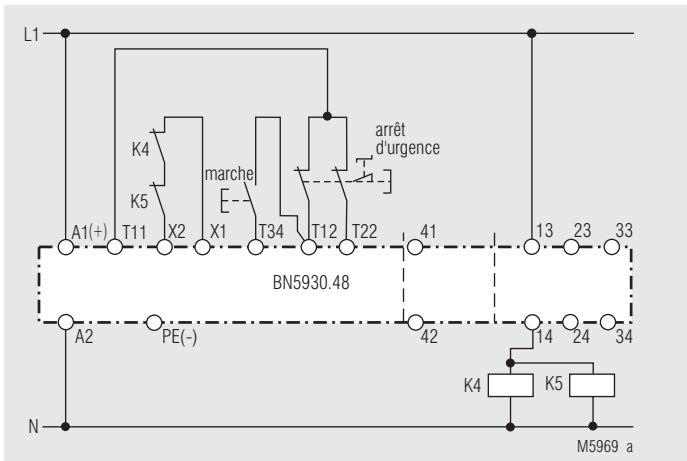 L1
arrêt
d'urgence
K4
marche
K5
A1(+) T11 X2 X1 T34 T12 T22 41 13 23 33
BN5930.48
A2 PE(-) 42 14 24 34
K4 K5
N
M5969 a